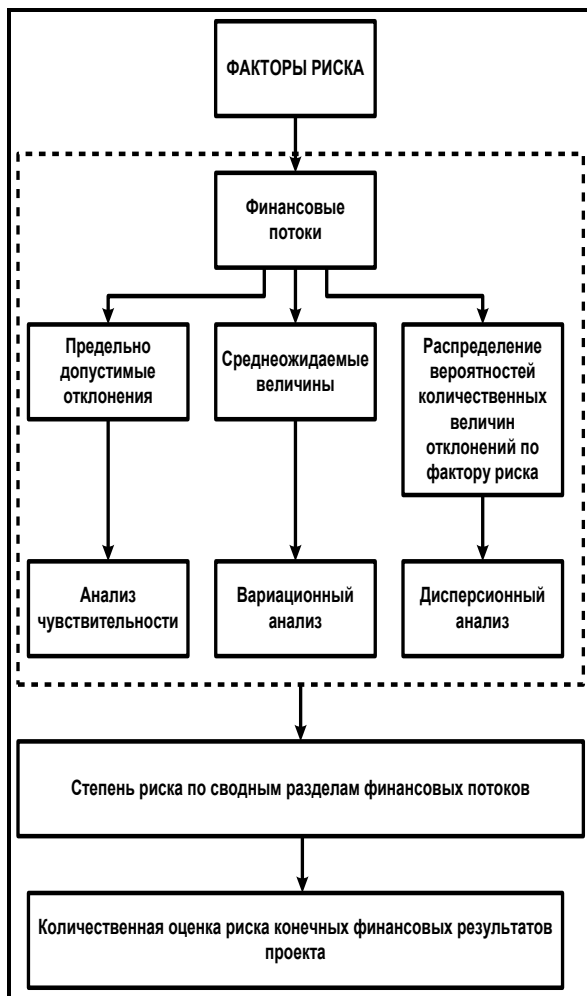 ФАКТОРЫ РИСКА
Финансовые
потоки
Предельно
допустимые
отклонения
Среднеожидаемые
величины
Распределение
вероятностей
количественных
величин
отклонений по
фактору риска
Анализ
чувствительности
Вариационный
анализ
Дисперсионный
анализ
Степень риска по сводным разделам финансовых потоков
Количественная оценка риска конечных финансовых результатов
проекта